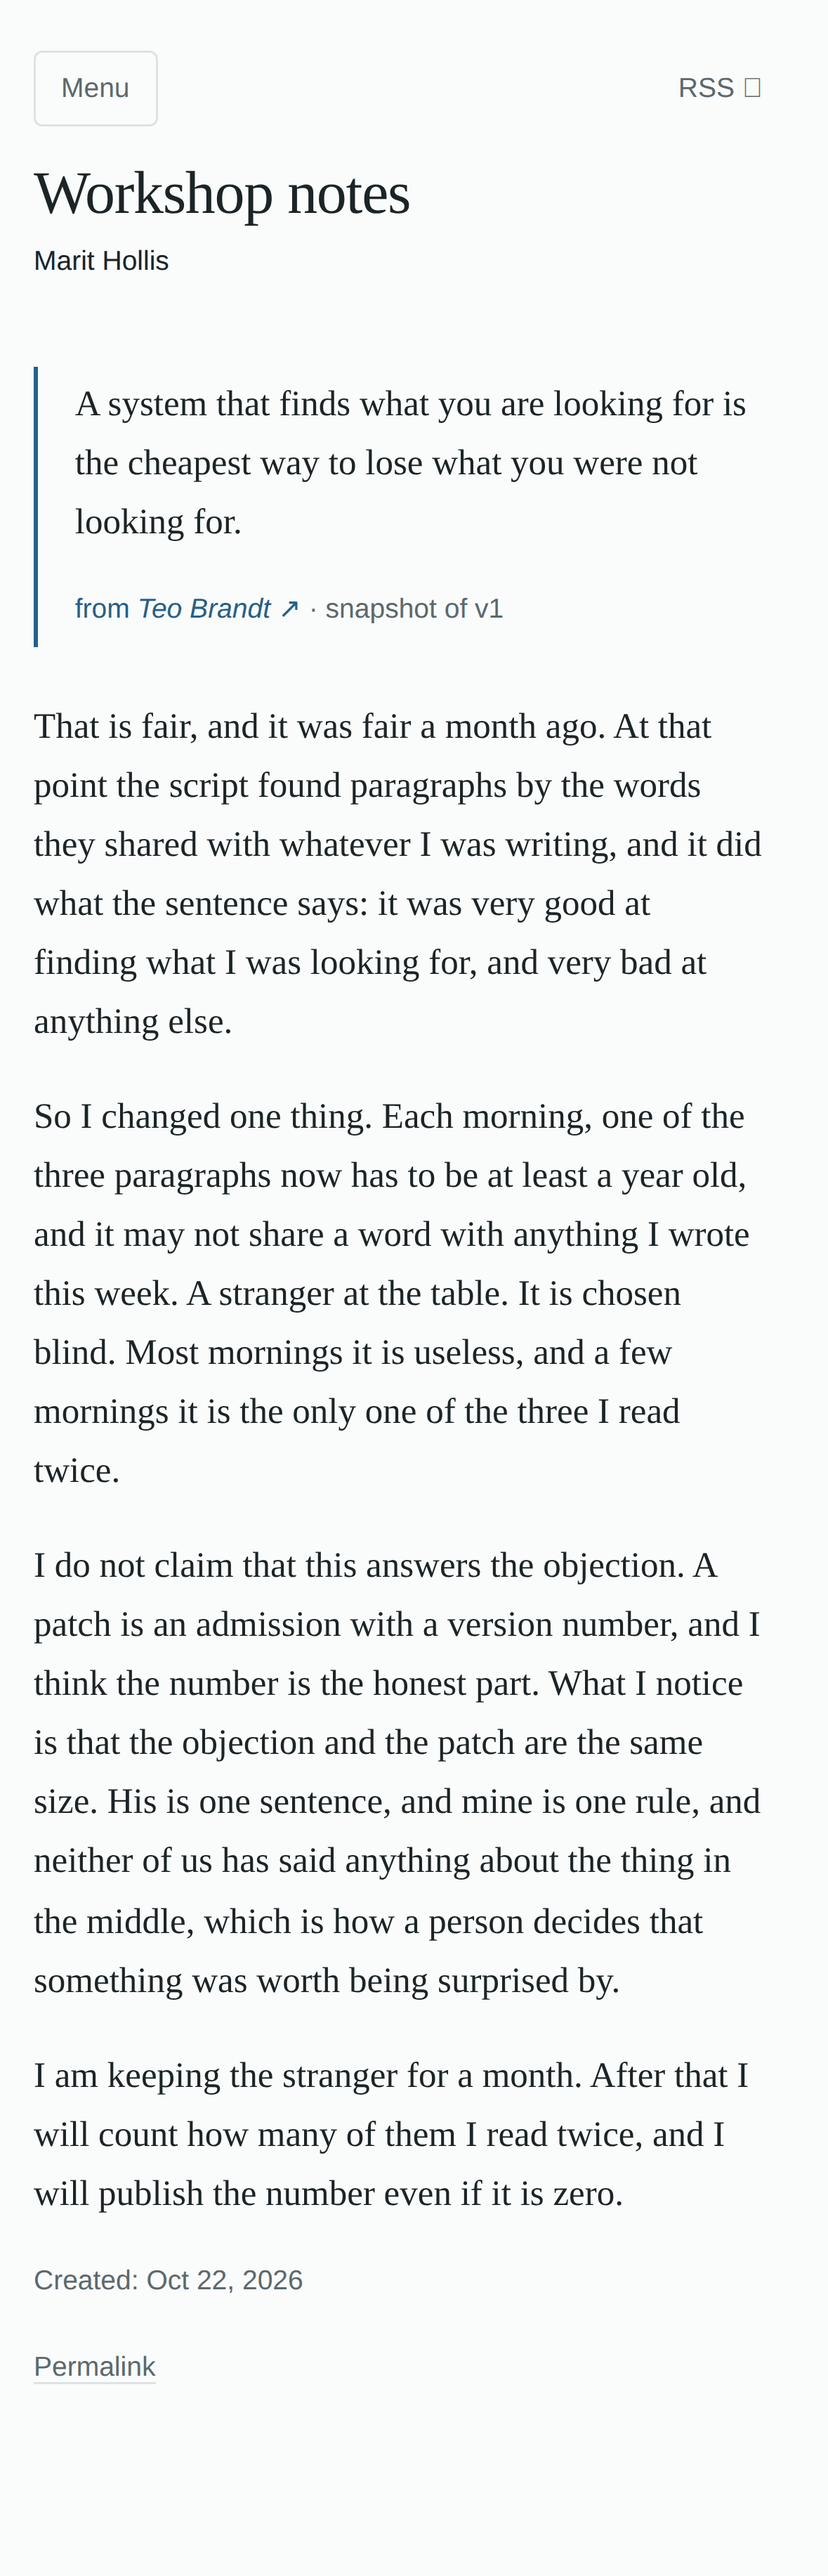 Menu
RSS
Workshop notes
Marit Hollis
A system that finds what you are looking for is
the cheapest way to lose what you were not
looking for.
from Teo Brandt ↗ · snapshot of v1
That is fair, and it was fair a month ago. At that
point the script found paragraphs by the words
they shared with whatever I was writing, and it did
what the sentence says: it was very good at
finding what I was looking for, and very bad at
anything else.
So I changed one thing. Each morning, one of the
three paragraphs now has to be at least a year old,
and it may not share a word with anything I wrote
this week. A stranger at the table. It is chosen
blind. Most mornings it is useless, and a few
mornings it is the only one of the three I read
twice.
I do not claim that this answers the objection. A
patch is an admission with a version number, and I
think the number is the honest part. What I notice
is that the objection and the patch are the same
size. His is one sentence, and mine is one rule, and
neither of us has said anything about the thing in
the middle, which is how a person decides that
something was worth being surprised by.
I am keeping the stranger for a month. After that I
will count how many of them I read twice, and I
will publish the number even if it is zero.
Created: Oct 22, 2026
Permalink